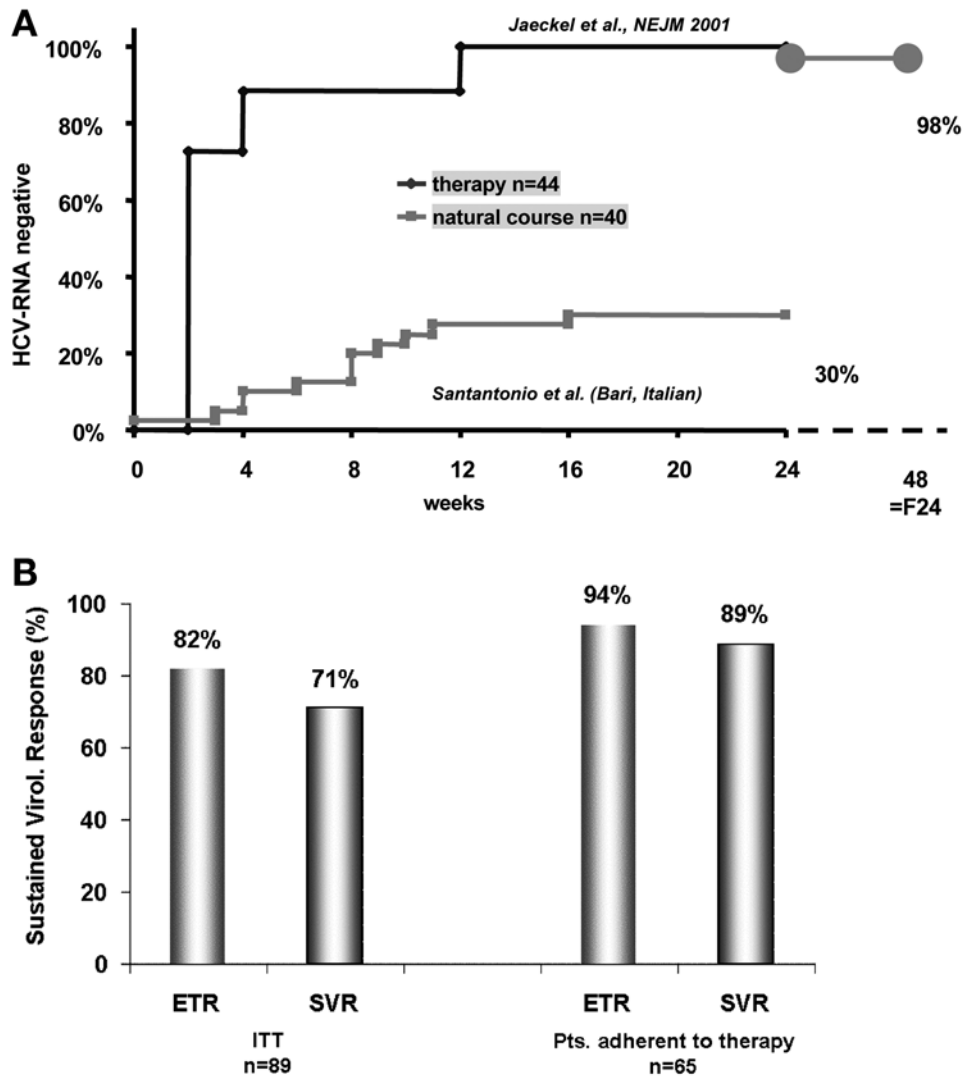 A
Jaeckel et al., NEJM 2001
HCV-RNA negative
100%
80%
60%
40%
20%
0%
98%
therapy n=44
natural course n=40
30%
Santantonio et al. (Bari, Italian)
0 4 8 12 16 20 24
48
=F24
weeks
B
Sustained Virol. Response (%)
100
80
60
40
20
0
82%
71%
94%
89%
ETR SVR ETR SVR
ITT
n=89
Pts. adherent to therapy
n=65